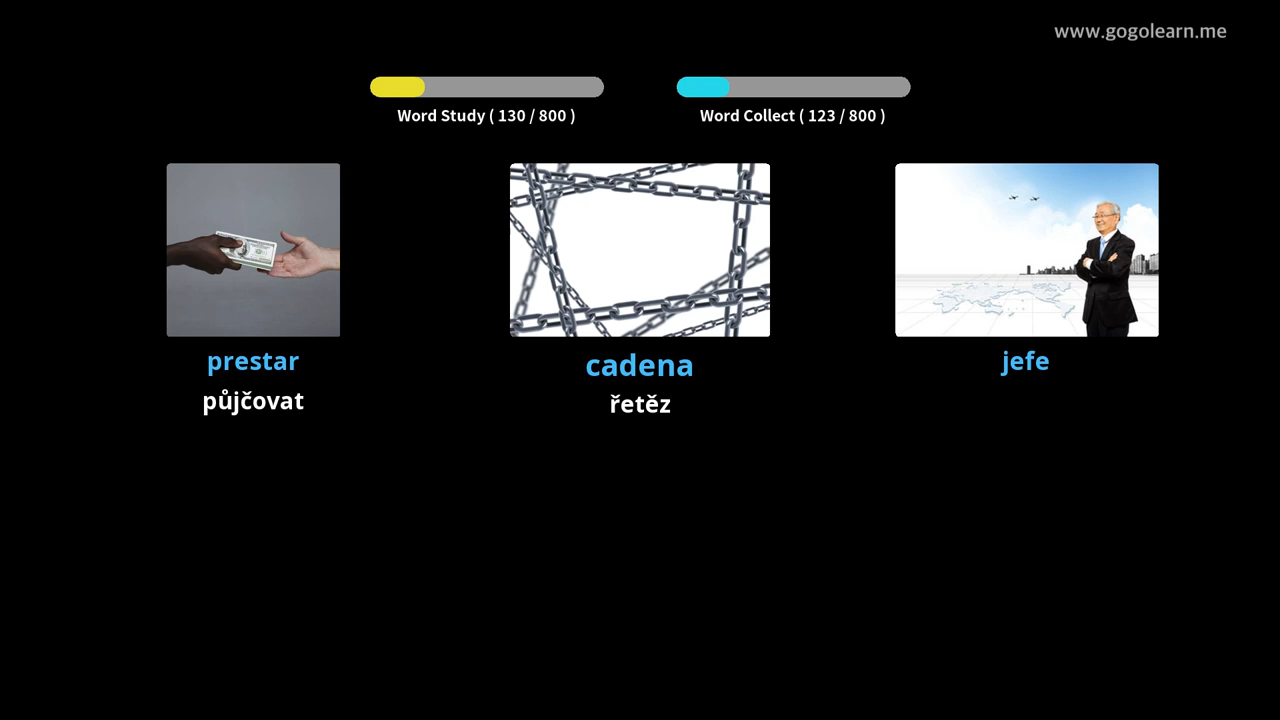 www.gogolearn.me
Word Study ( 130 / 800 )
Word Collect ( 123 / 800 )
prestar
půjčovat
cadena
řetěz
jefe